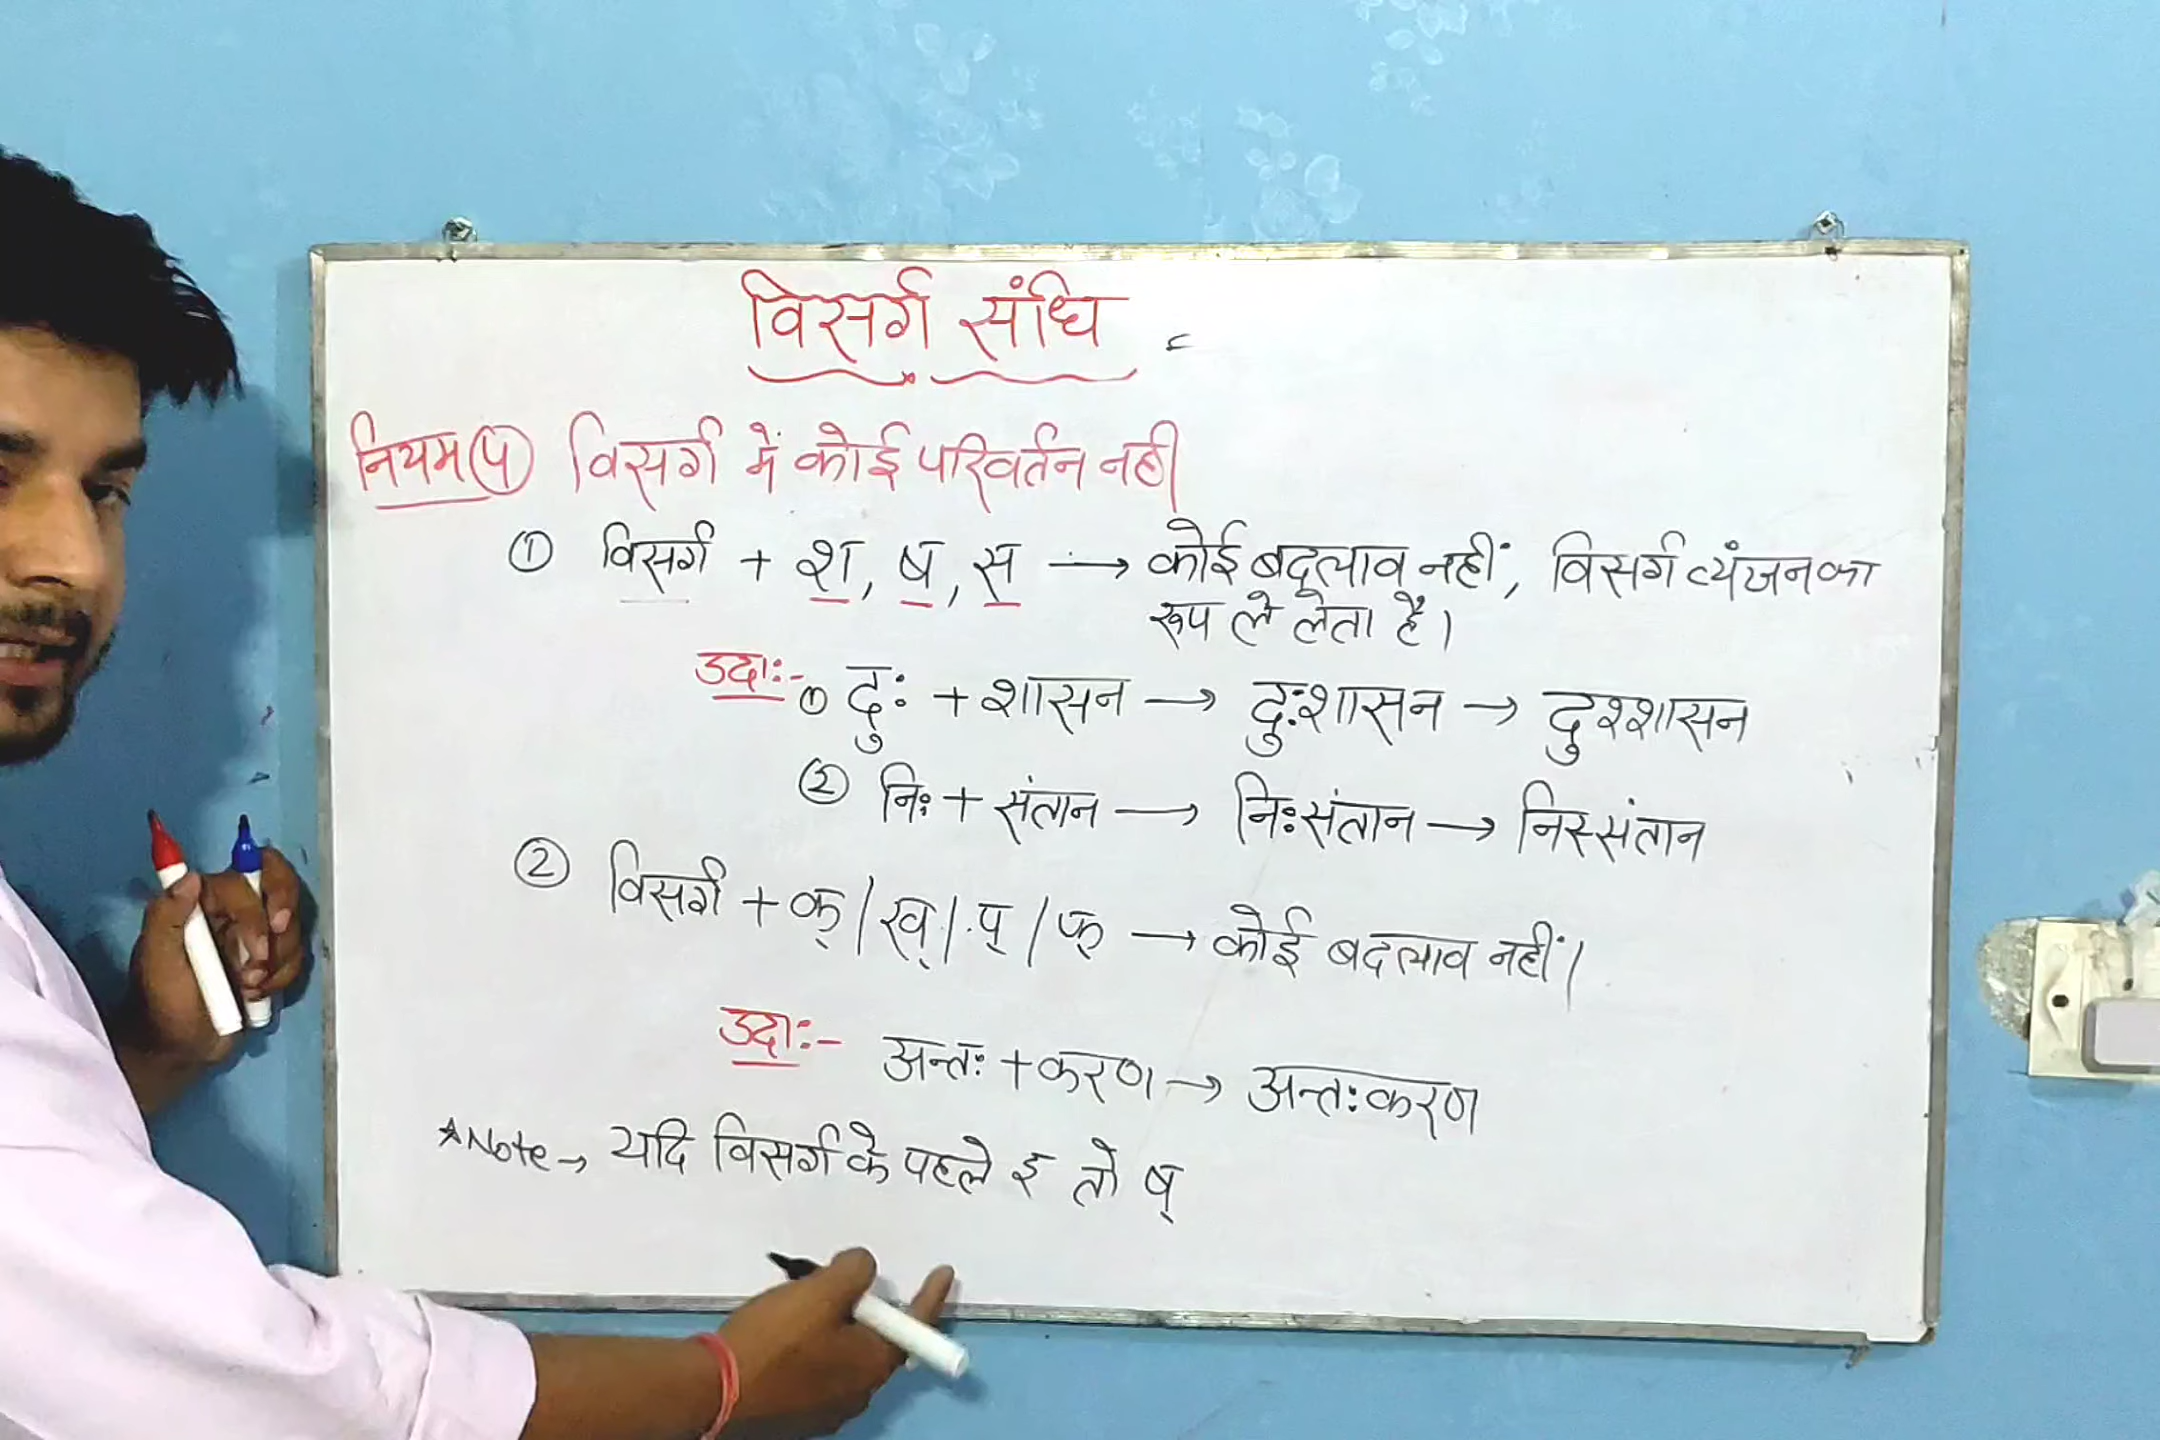 विसर्ग संधि
नियम(५) विसर्ग में कोई परिवर्तन नही
① विसर्ग + श, ष, स → कोई बदलाव नहीं, विसर्ग व्यंजन का
रूप ले लेता है।
उदा:- ① दुः + शासन → दुःशासन → दुश्शासन
② निः + संतान → निःसंतान → निस्संतान
② विसर्ग + क् / ख् / प् / फ् → कोई बदलाव नहीं।
उदा:- अन्तः + करण → अन्तःकरण
*Note → यदि विसर्ग के पहले इ तो ष्